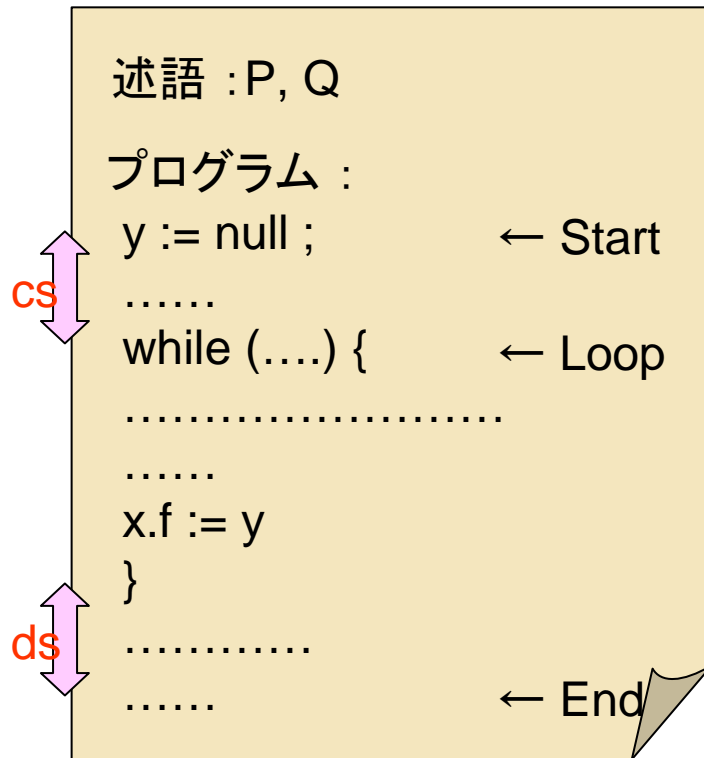 述語 : P, Q
プログラム :
y := null ; ← Start
cs
……
while (….) { ← Loop
……………………
……
x.f := y
}
ds
…………
…… ← End